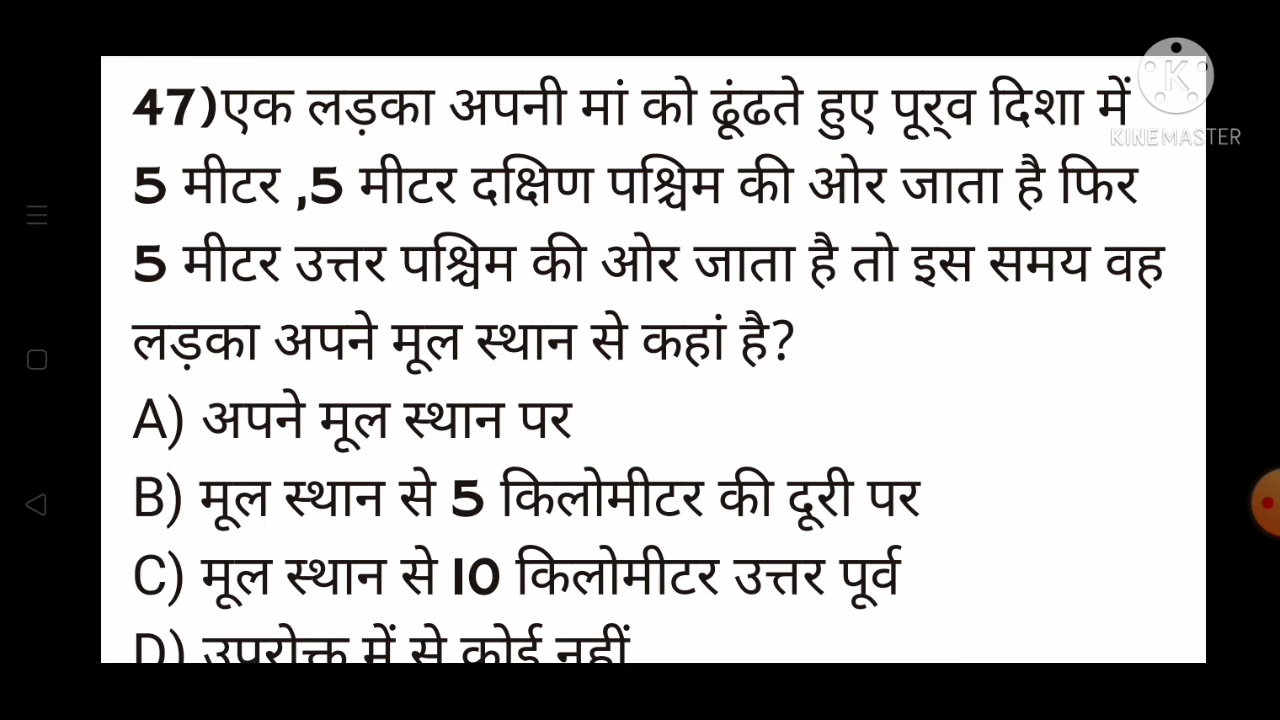 47)एक लड़का अपनी मां को ढूंढते हुए पूर्व दिशा में
5 मीटर ,5 मीटर दक्षिण पश्चिम की ओर जाता है फिर
5 मीटर उत्तर पश्चिम की ओर जाता है तो इस समय वह
लड़का अपने मूल स्थान से कहां है?
A) अपने मूल स्थान पर
B) मूल स्थान से 5 किलोमीटर की दूरी पर
C) मूल स्थान से 10 किलोमीटर उत्तर पूर्व
D) उपरोक्त में से कोई नहीं
K
KINEMASTER